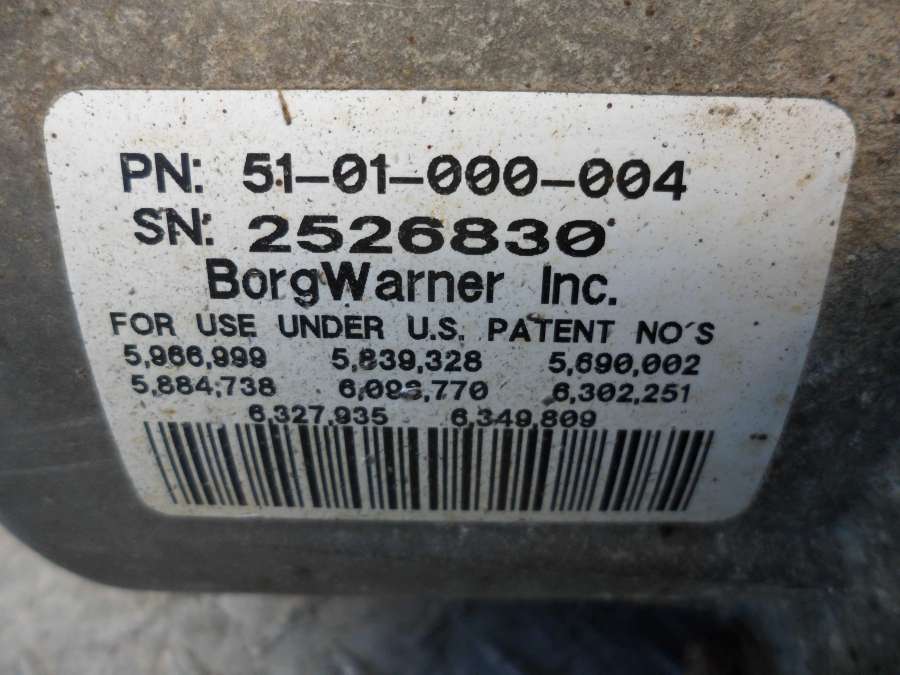 PN: 51-01-000-004
SN: 2526830
BorgWarner Inc.
FOR USE UNDER U.S. PATENT NO'S
5,966,999 5,839,328 5,690,002
5,884,738 6,302,251
6,327,935 6,349,809